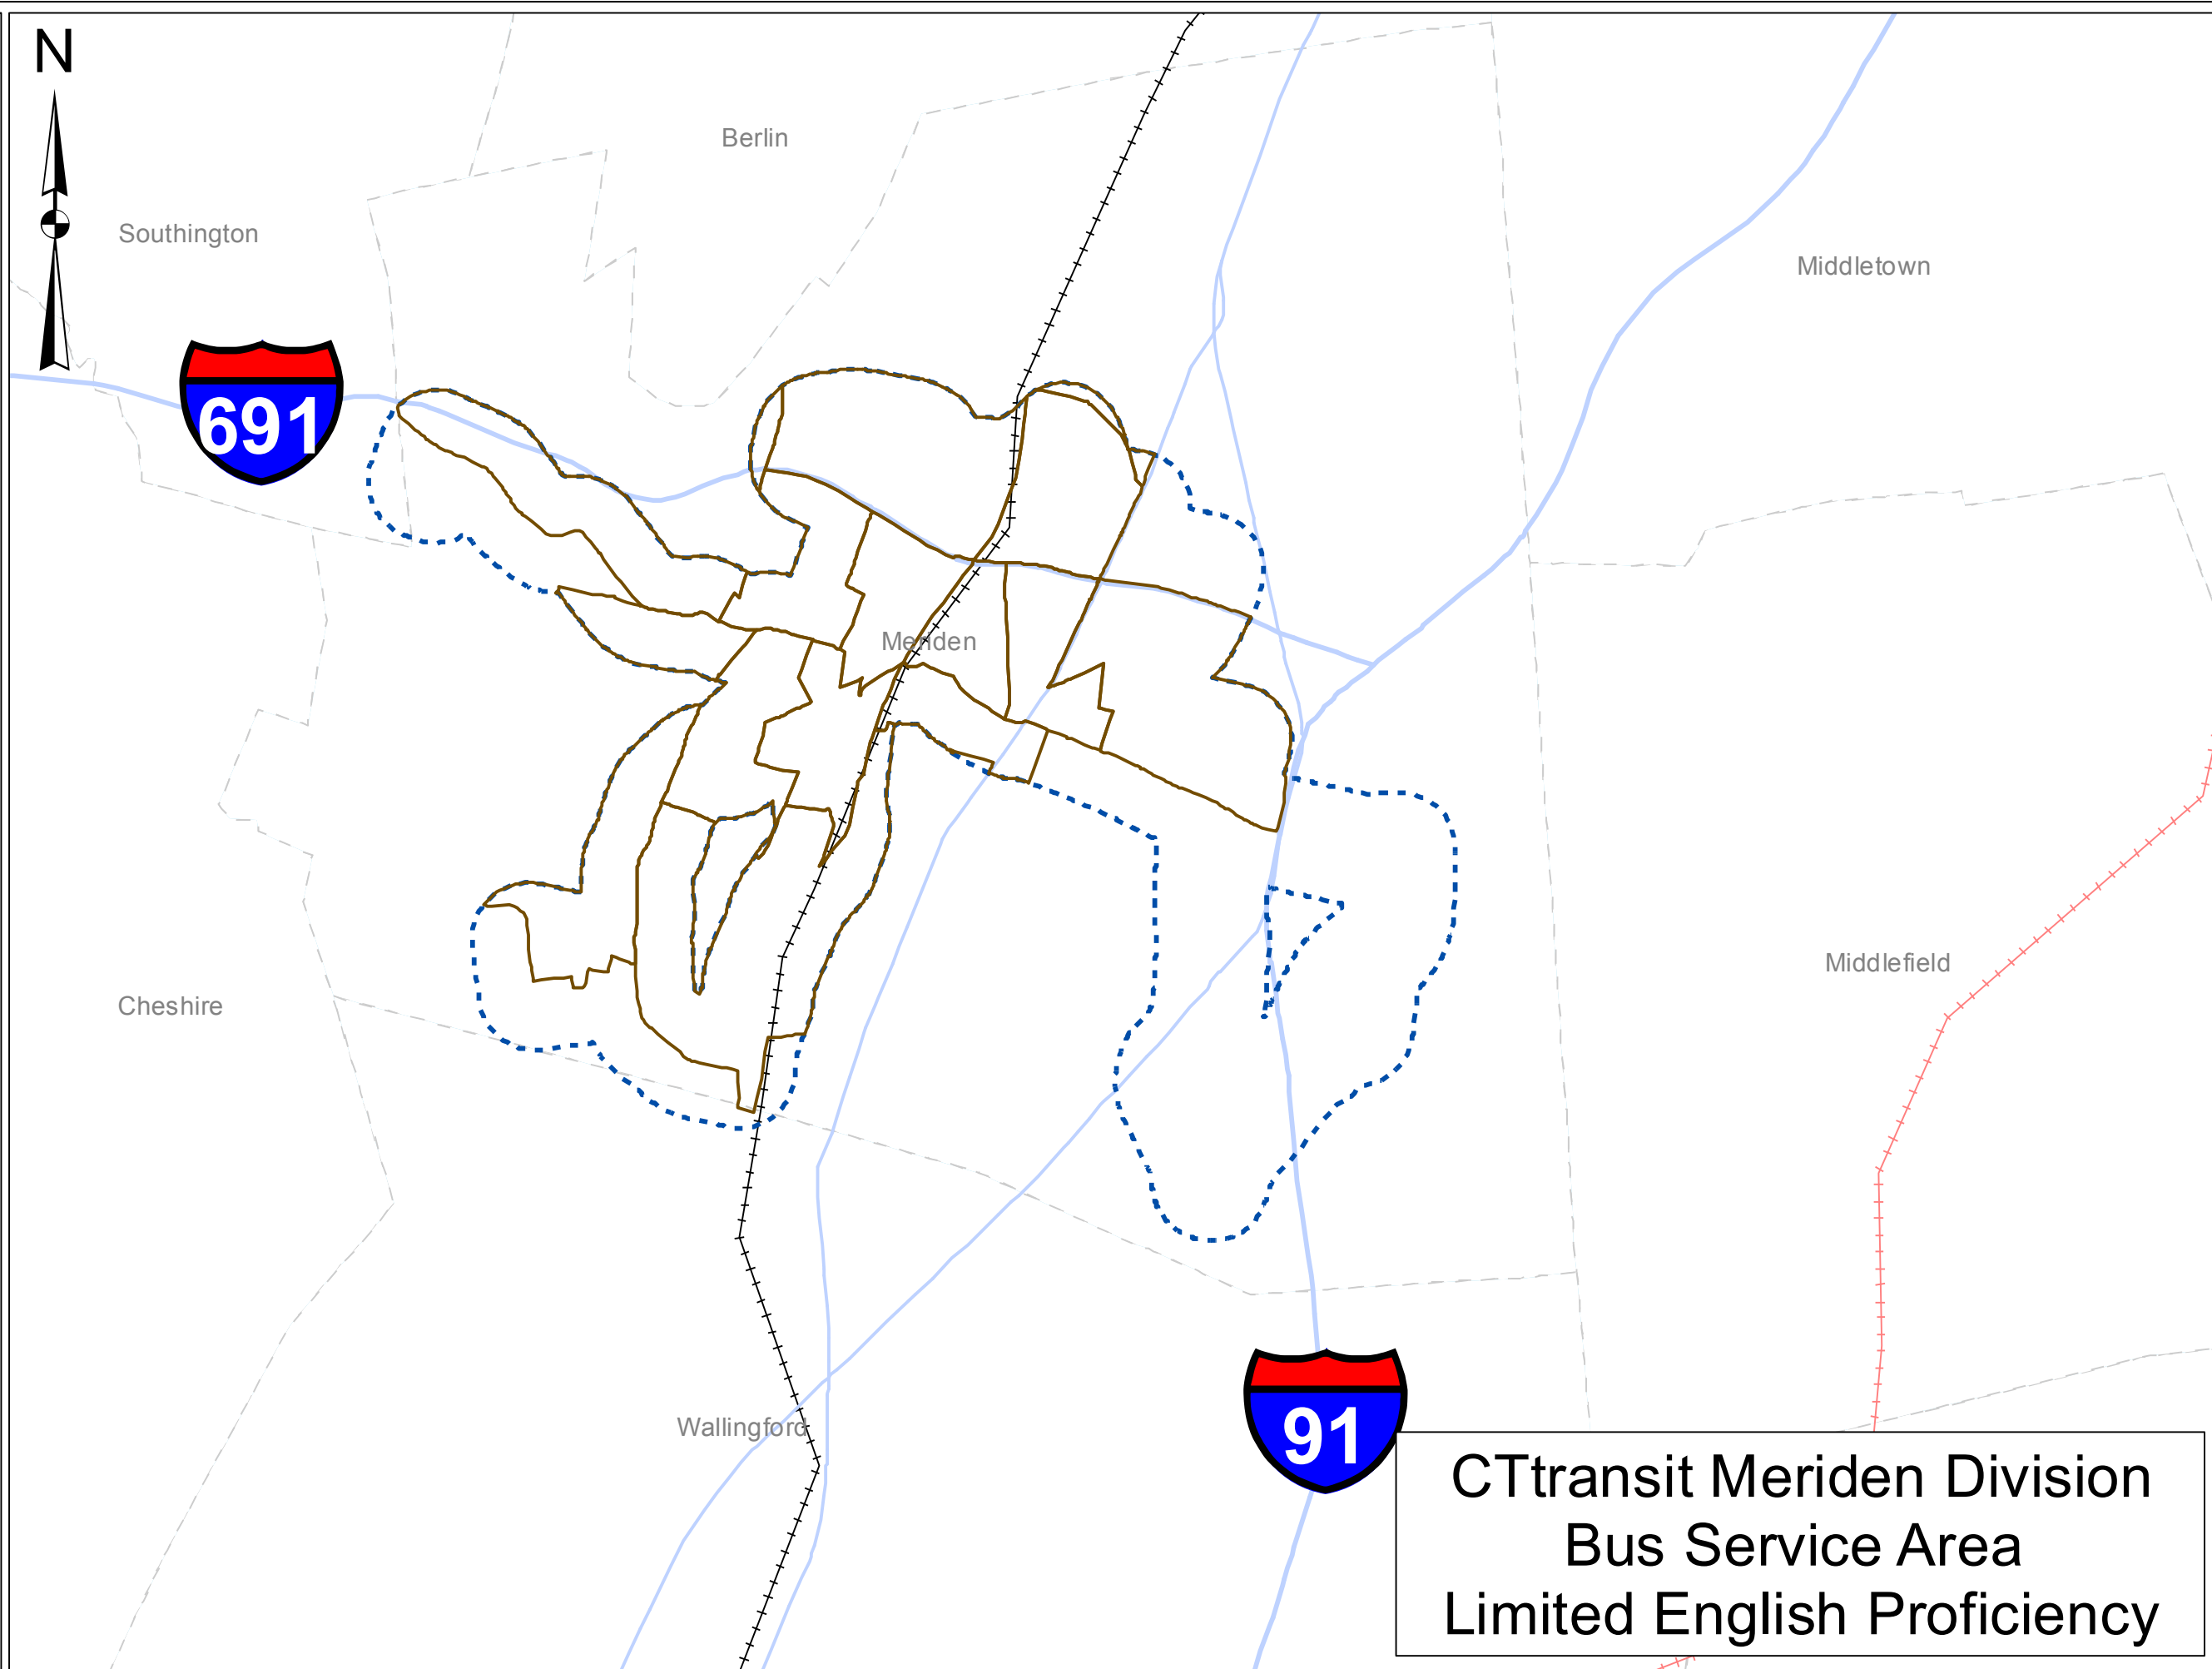 N
Berlin
Southington
Middletown
691
Meriden
Middlefield
Cheshire
Wallingford
91
CTtransit Meriden Division
Bus Service Area
Limited English Proficiency